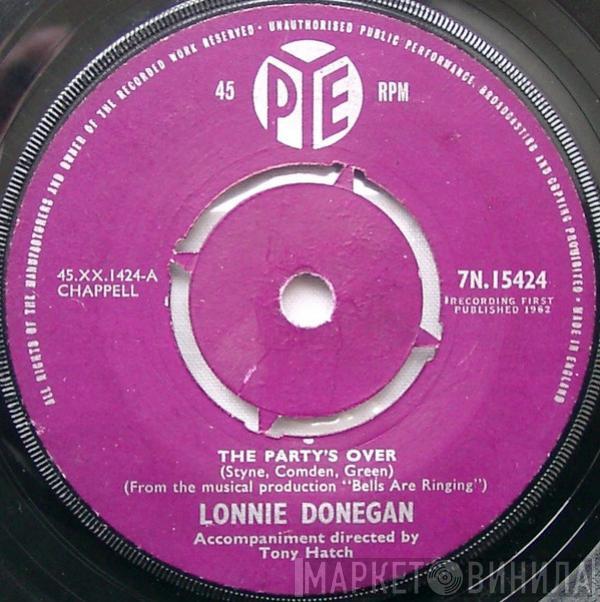 ALL RIGHTS OF THE MANUFACTURERS AND OWNER OF THE RECORDED WORK RESERVED · UNAUTHORISED PUBLIC PERFORMANCE, BROADCASTING AND COPYING PROHIBITED · MADE IN ENGLAND
45 PYE RPM
45.XX.1424-A
CHAPPELL
7N.15424
RECORDING FIRST
PUBLISHED 1962
THE PARTY'S OVER
(Styne, Comden, Green)
(From the musical production "Bells Are Ringing")
LONNIE DONEGAN
Accompaniment directed by
Tony Hatch
МАРКЕТ ВИНИЛА